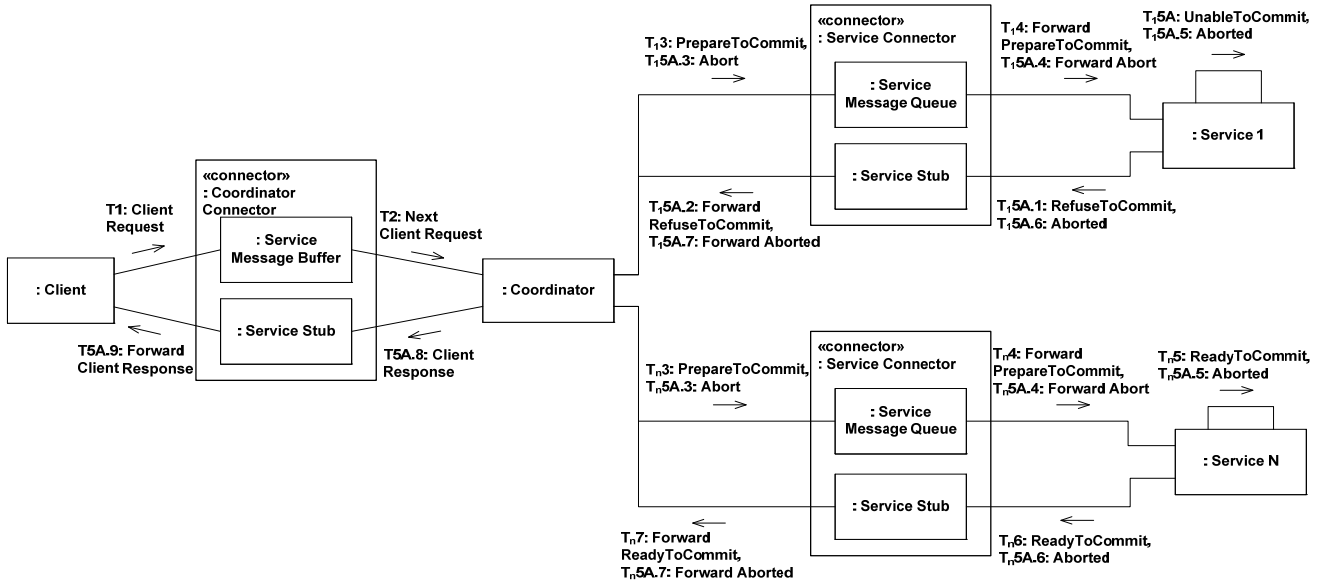 «connector»
: Service Connector
T₁3: PrepareToCommit,
T₁5A.3: Abort
T₁4: Forward
PrepareToCommit,
T₁5A.4: Forward Abort
T₁5A: UnableToCommit,
T₁5A.5: Aborted
: Service
Message Queue
: Service 1
: Service Stub
T₁5A.2: Forward
RefuseToCommit,
T₁5A.7: Forward Aborted
T₁5A.1: RefuseToCommit,
T₁5A.6: Aborted
«connector»
: Coordinator
Connector
T1: Client
Request
T2: Next
Client Request
: Service
Message Buffer
: Client
: Coordinator
: Service Stub
T5A.9: Forward
Client Response
T5A.8: Client
Response
«connector»
: Service Connector
Tₙ3: PrepareToCommit,
Tₙ5A.3: Abort
Tₙ4: Forward
PrepareToCommit,
Tₙ5A.4: Forward Abort
Tₙ5: ReadyToCommit,
Tₙ5A.5: Aborted
: Service
Message Queue
: Service N
: Service Stub
Tₙ7: Forward
ReadyToCommit,
Tₙ5A.7: Forward Aborted
Tₙ6: ReadyToCommit,
Tₙ5A.6: Aborted